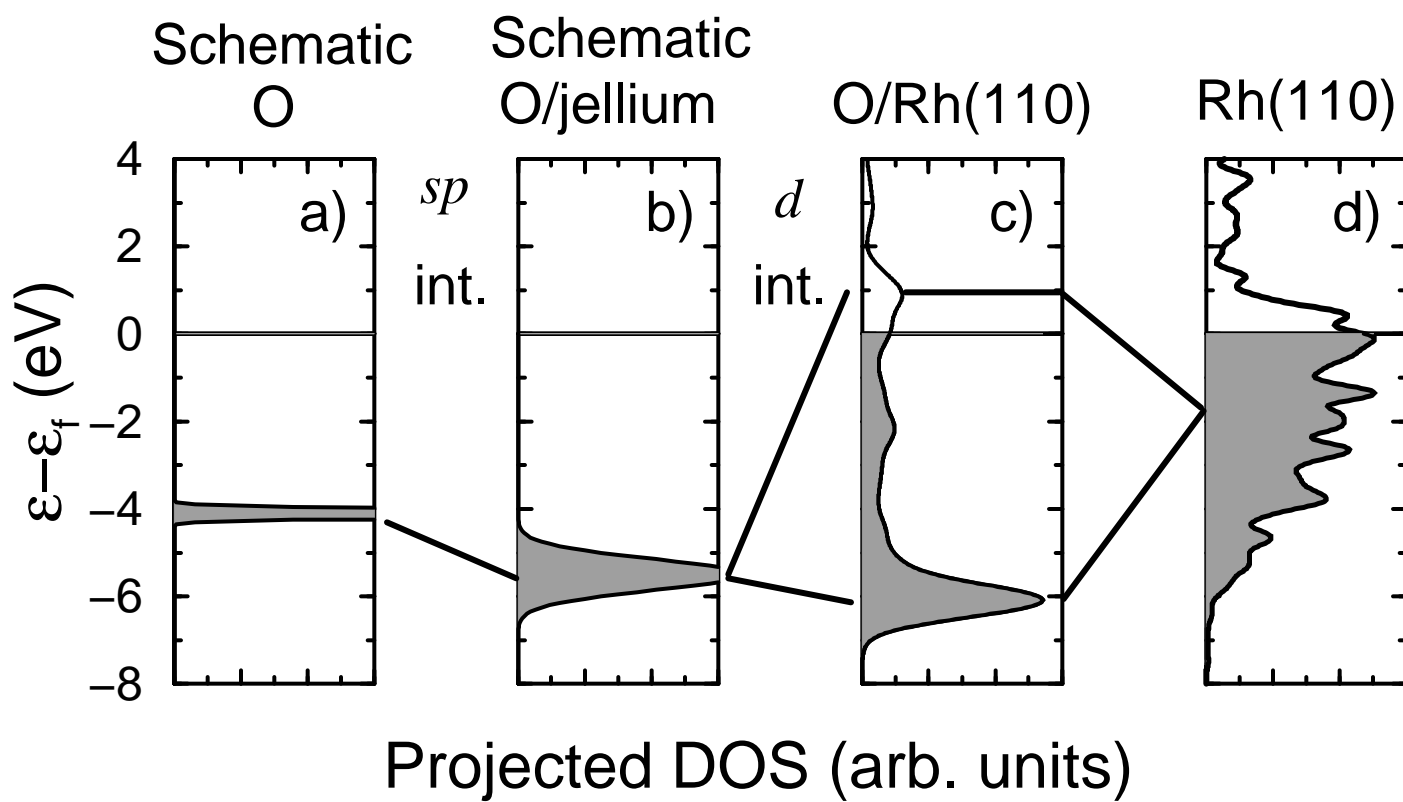 Schematic
O
Schematic
O/jellium
O/Rh(110)
Rh(110)
4
2
0
−2
−4
−6
−8
ε−εf (eV)
a)
sp
int.
b)
d
int.
c)
d)
Projected DOS (arb. units)